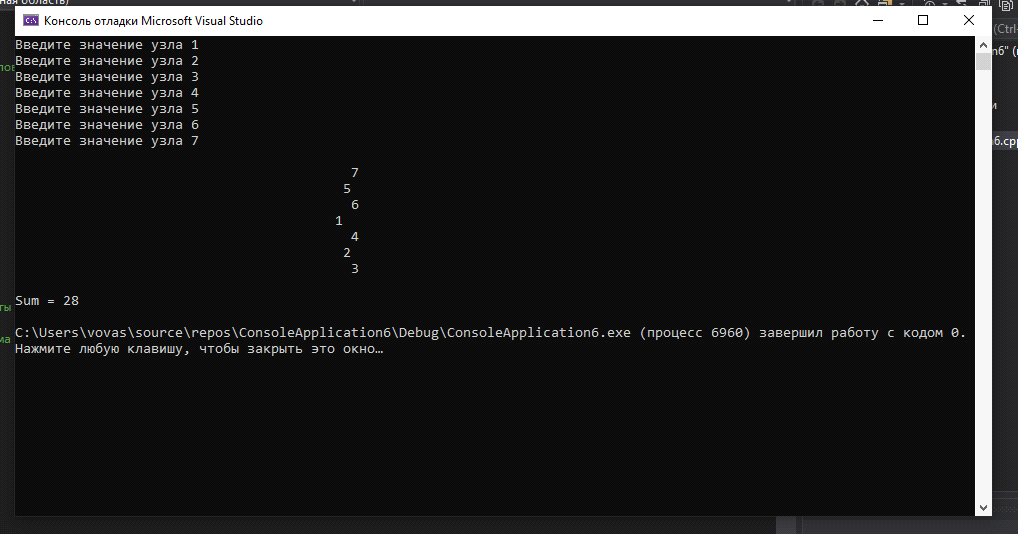 ная область)
Консоль отладки Microsoft Visual Studio
(Ctrl+
Введите значение узла 1
Введите значение узла 2
Введите значение узла 3
Введите значение узла 4
Введите значение узла 5
Введите значение узла 6
Введите значение узла 7
7
5
6
1
4
2
3
Sum = 28
C:\Users\vovas\source\repos\ConsoleApplication6\Debug\ConsoleApplication6.exe (процесс 6960) завершил работу с кодом 0.
Нажмите любую клавишу, чтобы закрыть это окно…